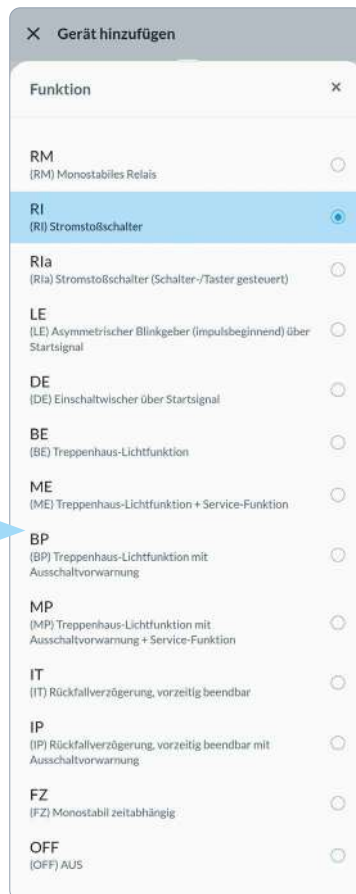 × Gerät hinzufügen
Funktion ×
RM
(RM) Monostabiles Relais
RI
(RI) Stromstoßschalter
RIa
(RIa) Stromstoßschalter (Schalter-/Taster gesteuert)
LE
(LE) Asymmetrischer Blinkgeber (impulsbeginnend) über
Startsignal
DE
(DE) Einschaltwischer über Startsignal
BE
(BE) Treppenhaus-Lichtfunktion
ME
(ME) Treppenhaus-Lichtfunktion + Service-Funktion
BP
(BP) Treppenhaus-Lichtfunktion mit
Ausschaltvorwarnung
MP
(MP) Treppenhaus-Lichtfunktion mit
Ausschaltvorwarnung + Service-Funktion
IT
(IT) Rückfallverzögerung, vorzeitig beendbar
IP
(IP) Rückfallverzögerung, vorzeitig beendbar mit
Ausschaltvorwarnung
FZ
(FZ) Monostabil zeitabhängig
OFF
(OFF) AUS